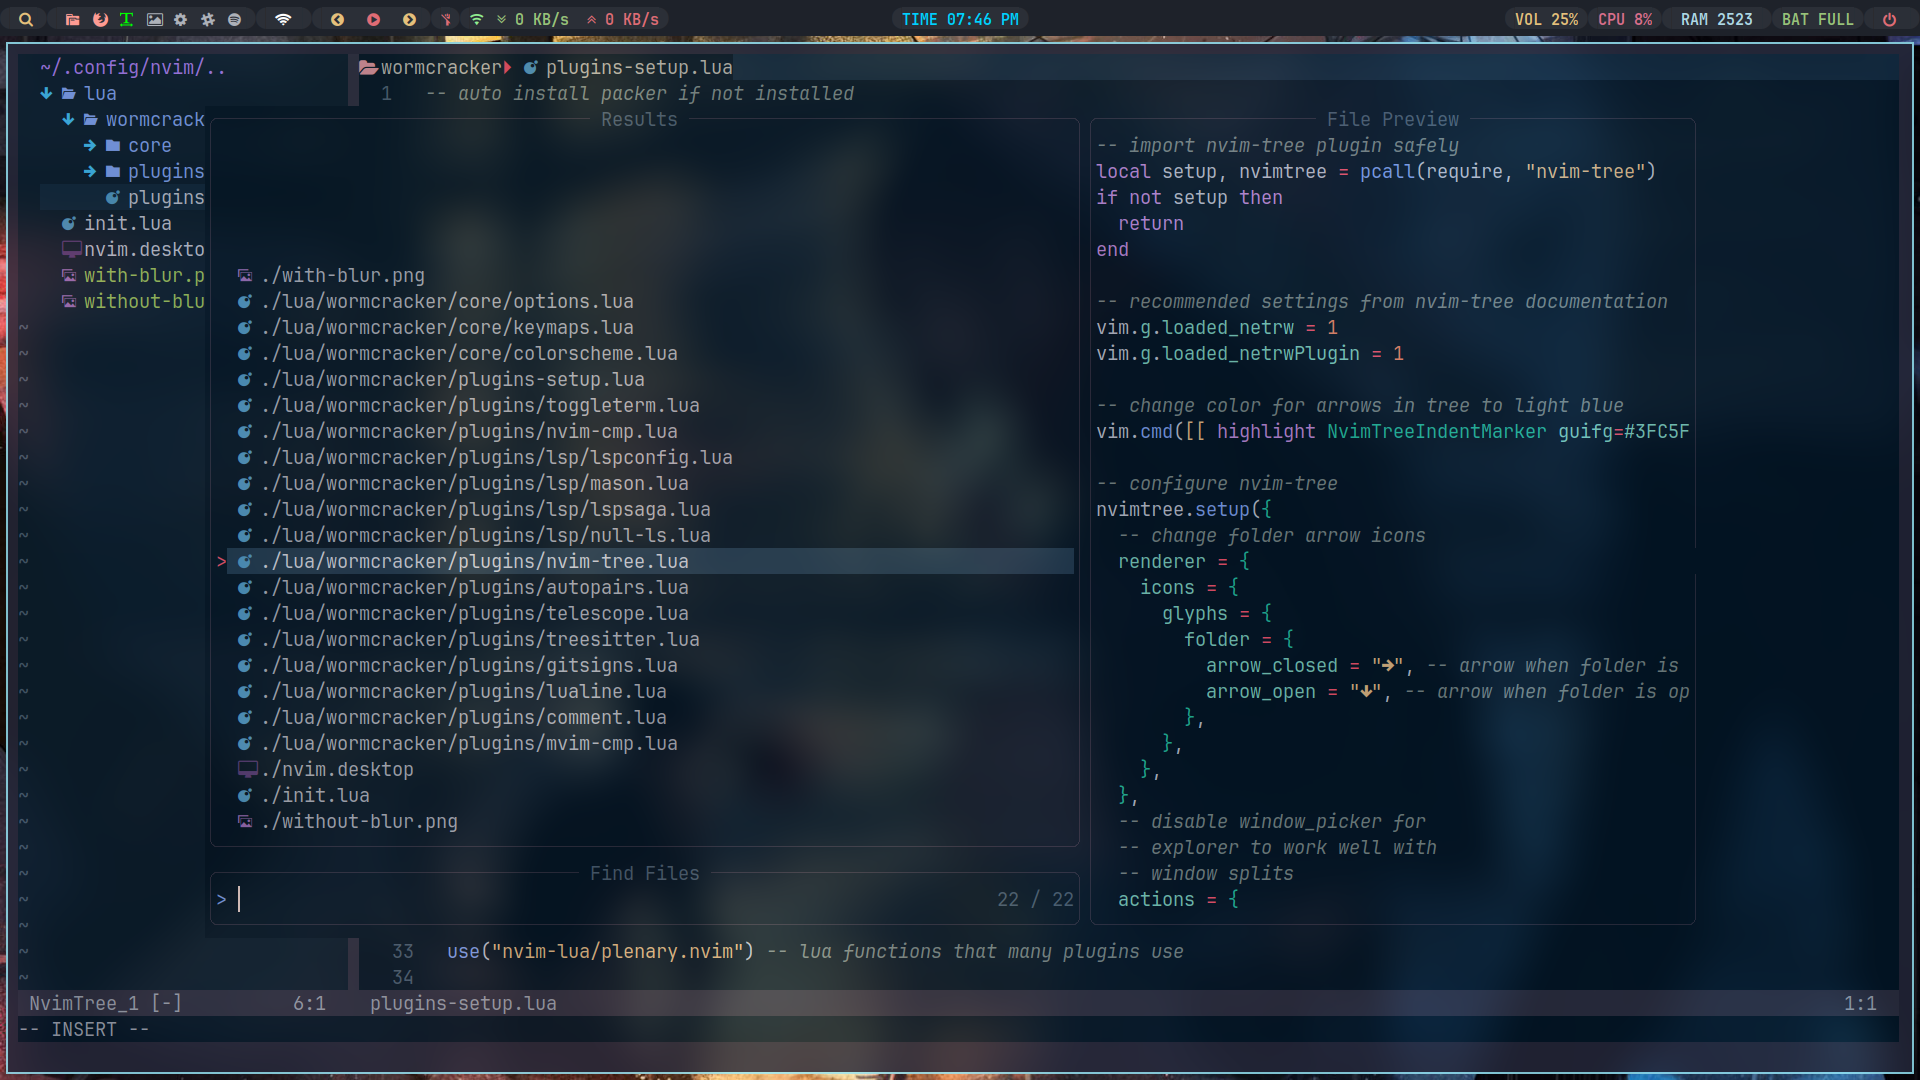 0 KB/s 0 KB/s TIME 07:46 PM VOL 25% CPU 8% RAM 2523 BAT FULL
~/.config/nvim/..
lua
wormcrack
core
plugins
plugins
init.lua
nvim.deskto
with-blur.p
without-blu
wormcracker plugins-setup.lua
1 -- auto install packer if not installed
Results
./with-blur.png
./lua/wormcracker/core/options.lua
./lua/wormcracker/core/keymaps.lua
./lua/wormcracker/core/colorscheme.lua
./lua/wormcracker/plugins-setup.lua
./lua/wormcracker/plugins/toggleterm.lua
./lua/wormcracker/plugins/nvim-cmp.lua
./lua/wormcracker/plugins/lsp/lspconfig.lua
./lua/wormcracker/plugins/lsp/mason.lua
./lua/wormcracker/plugins/lsp/lspsaga.lua
./lua/wormcracker/plugins/lsp/null-ls.lua
> ./lua/wormcracker/plugins/nvim-tree.lua
./lua/wormcracker/plugins/autopairs.lua
./lua/wormcracker/plugins/telescope.lua
./lua/wormcracker/plugins/treesitter.lua
./lua/wormcracker/plugins/gitsigns.lua
./lua/wormcracker/plugins/lualine.lua
./lua/wormcracker/plugins/comment.lua
./lua/wormcracker/plugins/mvim-cmp.lua
./nvim.desktop
./init.lua
./without-blur.png
Find Files
> 22 / 22
File Preview
-- import nvim-tree plugin safely
local setup, nvimtree = pcall(require, "nvim-tree")
if not setup then
return
end
-- recommended settings from nvim-tree documentation
vim.g.loaded_netrw = 1
vim.g.loaded_netrwPlugin = 1
-- change color for arrows in tree to light blue
vim.cmd([[ highlight NvimTreeIndentMarker guifg=#3FC5F
-- configure nvim-tree
nvimtree.setup({
-- change folder arrow icons
renderer = {
icons = {
glyphs = {
folder = {
arrow_closed = "→", -- arrow when folder is
arrow_open = "↓", -- arrow when folder is op
},
},
},
},
-- disable window_picker for
-- explorer to work well with
-- window splits
actions = {
33 use("nvim-lua/plenary.nvim") -- lua functions that many plugins use
34
NvimTree_1 [-] 6:1 plugins-setup.lua 1:1
-- INSERT --